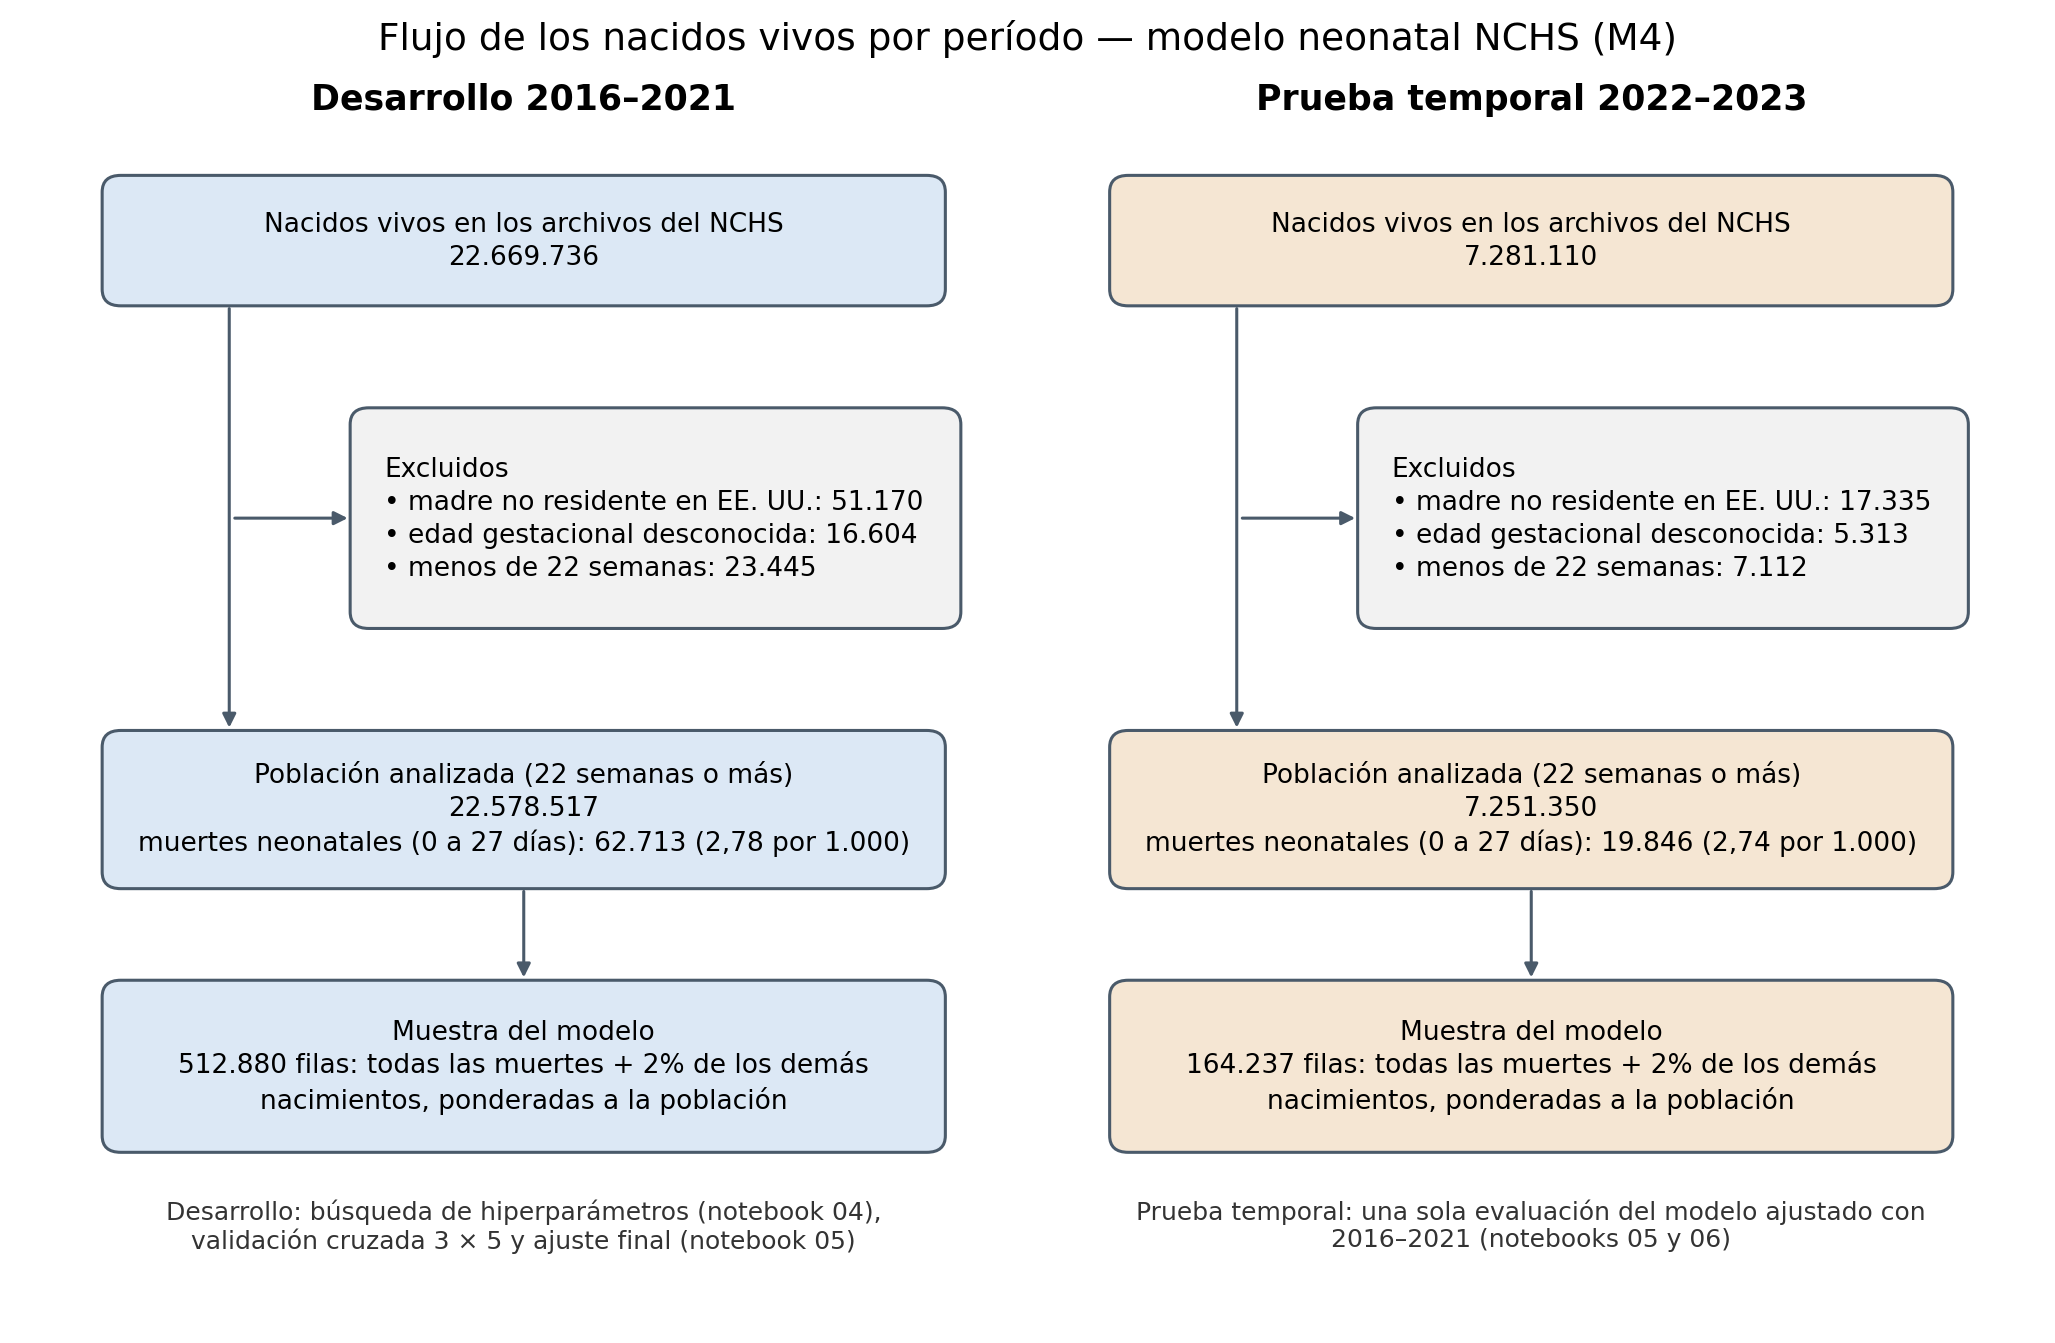 Flujo de los nacidos vivos por período — modelo neonatal NCHS (M4)
Desarrollo 2016–2021
Nacidos vivos en los archivos del NCHS
22.669.736
Excluidos
• madre no residente en EE. UU.: 51.170
• edad gestacional desconocida: 16.604
• menos de 22 semanas: 23.445
Población analizada (22 semanas o más)
22.578.517
muertes neonatales (0 a 27 días): 62.713 (2,78 por 1.000)
Muestra del modelo
512.880 filas: todas las muertes + 2% de los demás
nacimientos, ponderadas a la población
Desarrollo: búsqueda de hiperparámetros (notebook 04),
validación cruzada 3 × 5 y ajuste final (notebook 05)
Prueba temporal 2022–2023
Nacidos vivos en los archivos del NCHS
7.281.110
Excluidos
• madre no residente en EE. UU.: 17.335
• edad gestacional desconocida: 5.313
• menos de 22 semanas: 7.112
Población analizada (22 semanas o más)
7.251.350
muertes neonatales (0 a 27 días): 19.846 (2,74 por 1.000)
Muestra del modelo
164.237 filas: todas las muertes + 2% de los demás
nacimientos, ponderadas a la población
Prueba temporal: una sola evaluación del modelo ajustado con
2016–2021 (notebooks 05 y 06)